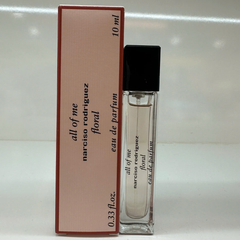 all of me
narciso rodriguez
floral
eau de parfum
0.33 fl.oz.
10 ml
all of me
narciso rodriguez
floral
eau de parfum